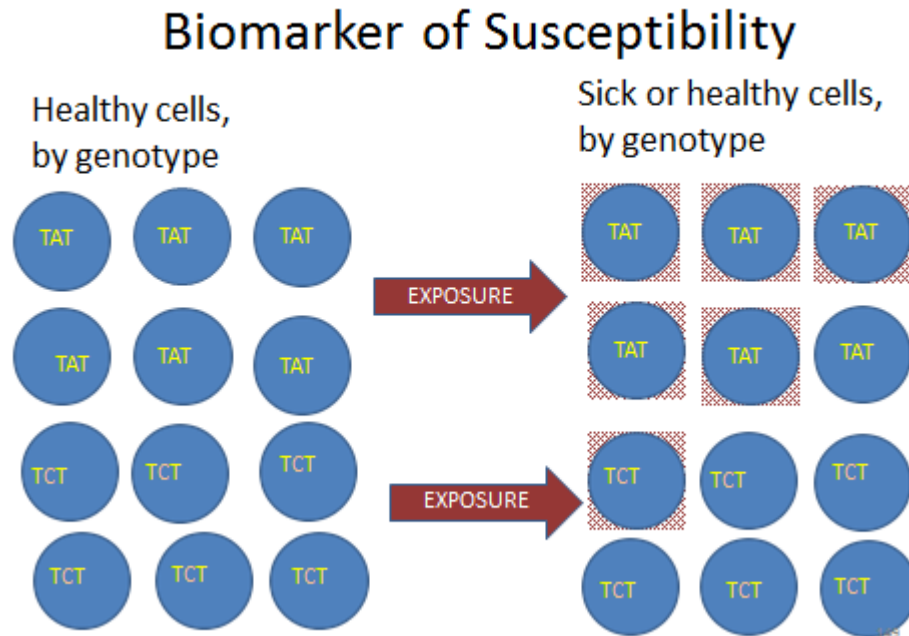 Biomarker of Susceptibility
Healthy cells,
by genotype
Sick or healthy cells,
by genotype
TAT TAT TAT
TAT TAT TAT
TCT TCT TCT
TCT TCT TCT
EXPOSURE
EXPOSURE
TAT TAT TAT
TAT TAT TAT
TCT TCT TCT
TCT TCT TCT